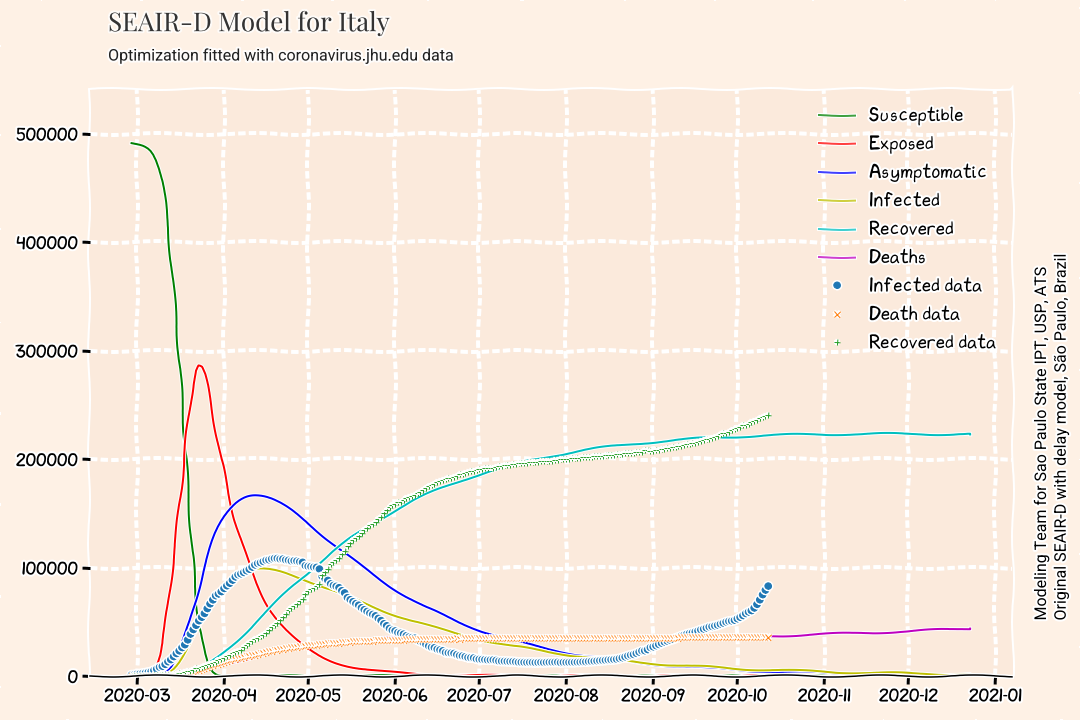 SEAIR-D Model for Italy
Optimization fitted with coronavirus.jhu.edu data
500000
400000
300000
200000
100000
0
2020-03
2020-04
2020-05
2020-06
2020-07
2020-08
2020-09
2020-10
2020-11
2020-12
2021-01
Susceptible
Exposed
Asymptomatic
Infected
Recovered
Deaths
Infected data
Death data
Recovered data
Modeling Team for Sao Paulo State IPT, USP, ATS
Original SEAIR-D with delay model, São Paulo, Brazil